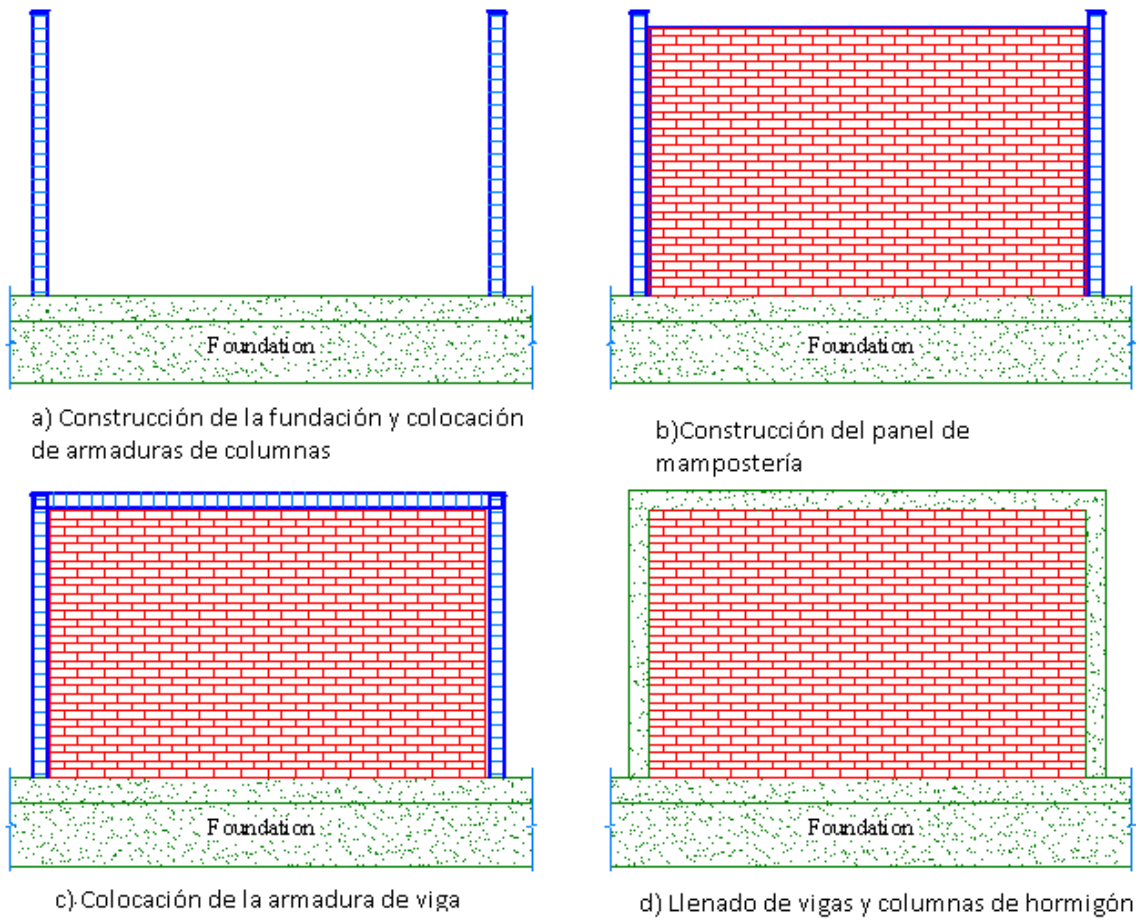 Foundation
Foundation
a) Construcción de la fundación y colocación
de armaduras de columnas
b)Construcción del panel de
mampostería
Foundation
Foundation
c) Colocación de la armadura de viga
d) Llenado de vigas y columnas de hormigón